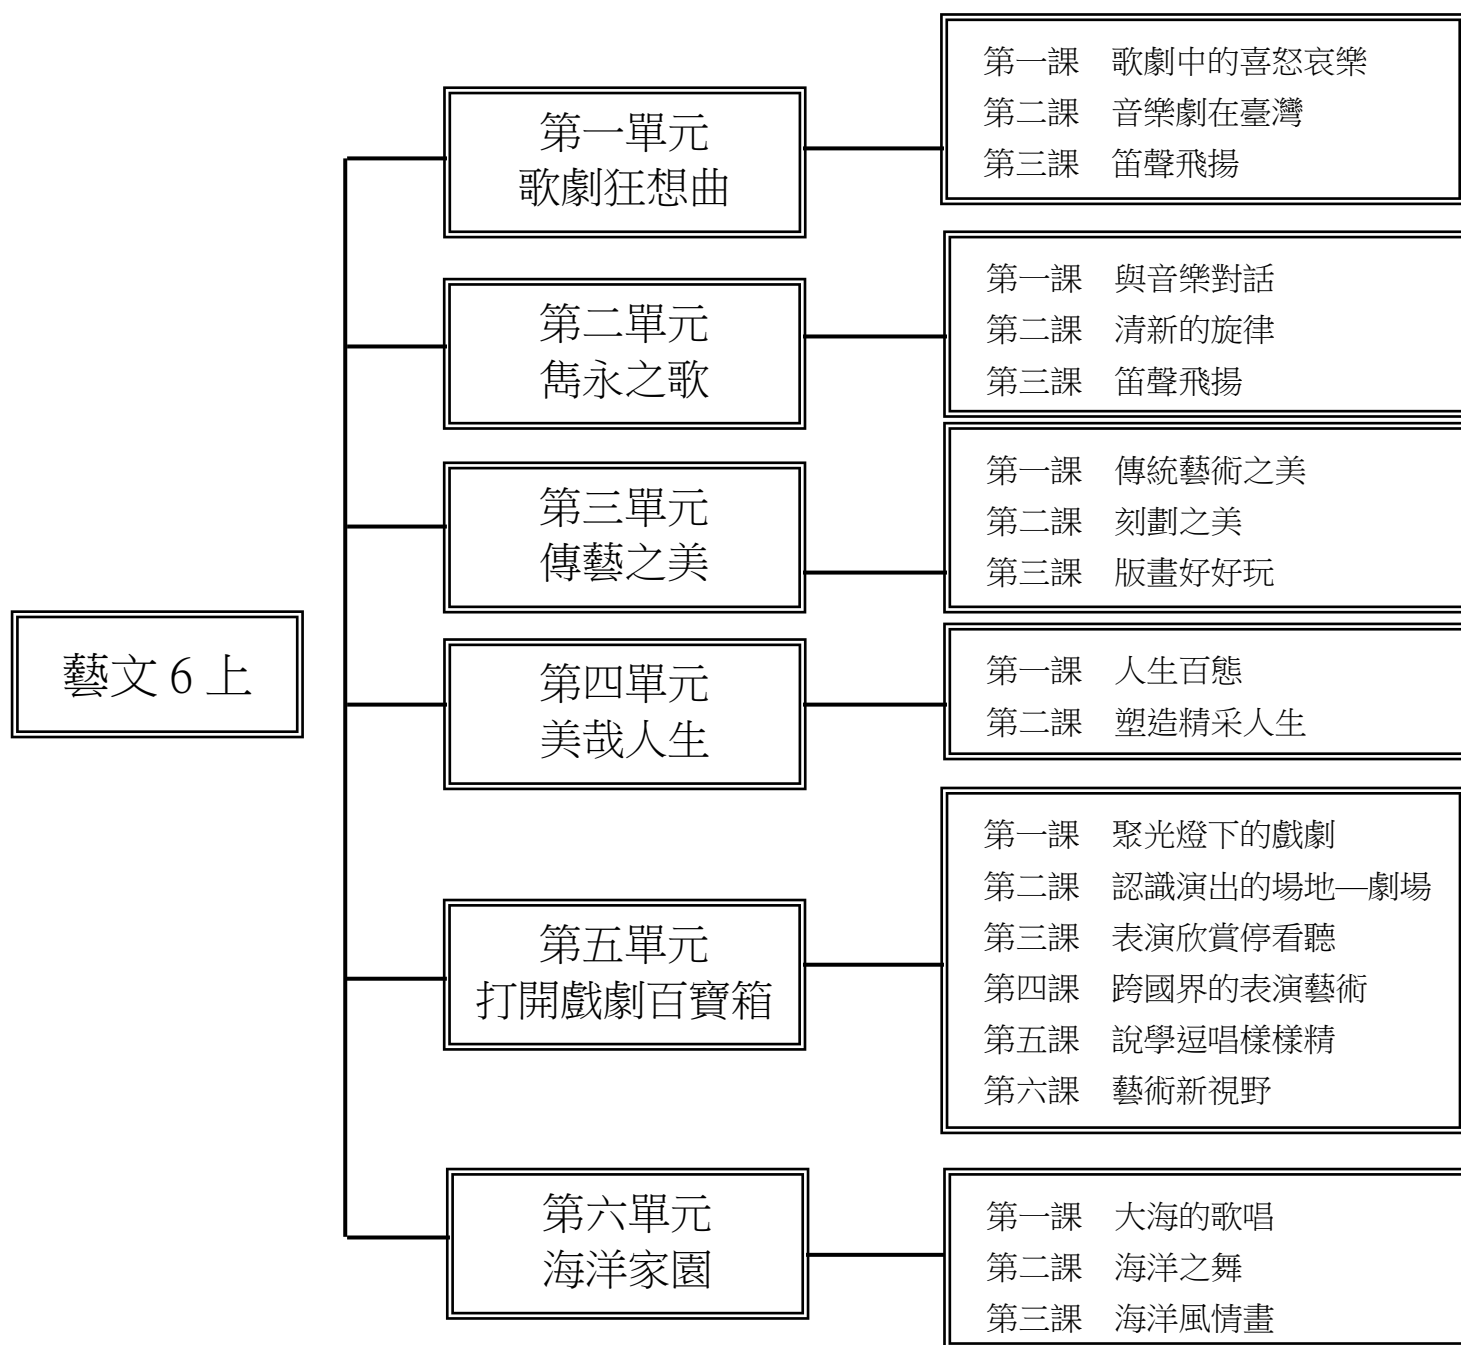 藝文 6 上
第一單元
歌劇狂想曲
第一課　歌劇中的喜怒哀樂
第二課　音樂劇在臺灣
第三課　笛聲飛揚
第二單元
雋永之歌
第一課　與音樂對話
第二課　清新的旋律
第三課　笛聲飛揚
第三單元
傳藝之美
第一課　傳統藝術之美
第二課　刻劃之美
第三課　版畫好好玩
第四單元
美哉人生
第一課　人生百態
第二課　塑造精采人生
第五單元
打開戲劇百寶箱
第一課　聚光燈下的戲劇
第二課　認識演出的場地—劇場
第三課　表演欣賞停看聽
第四課　跨國界的表演藝術
第五課　說學逗唱樣樣精
第六課　藝術新視野
第六單元
海洋家園
第一課　大海的歌唱
第二課　海洋之舞
第三課　海洋風情畫